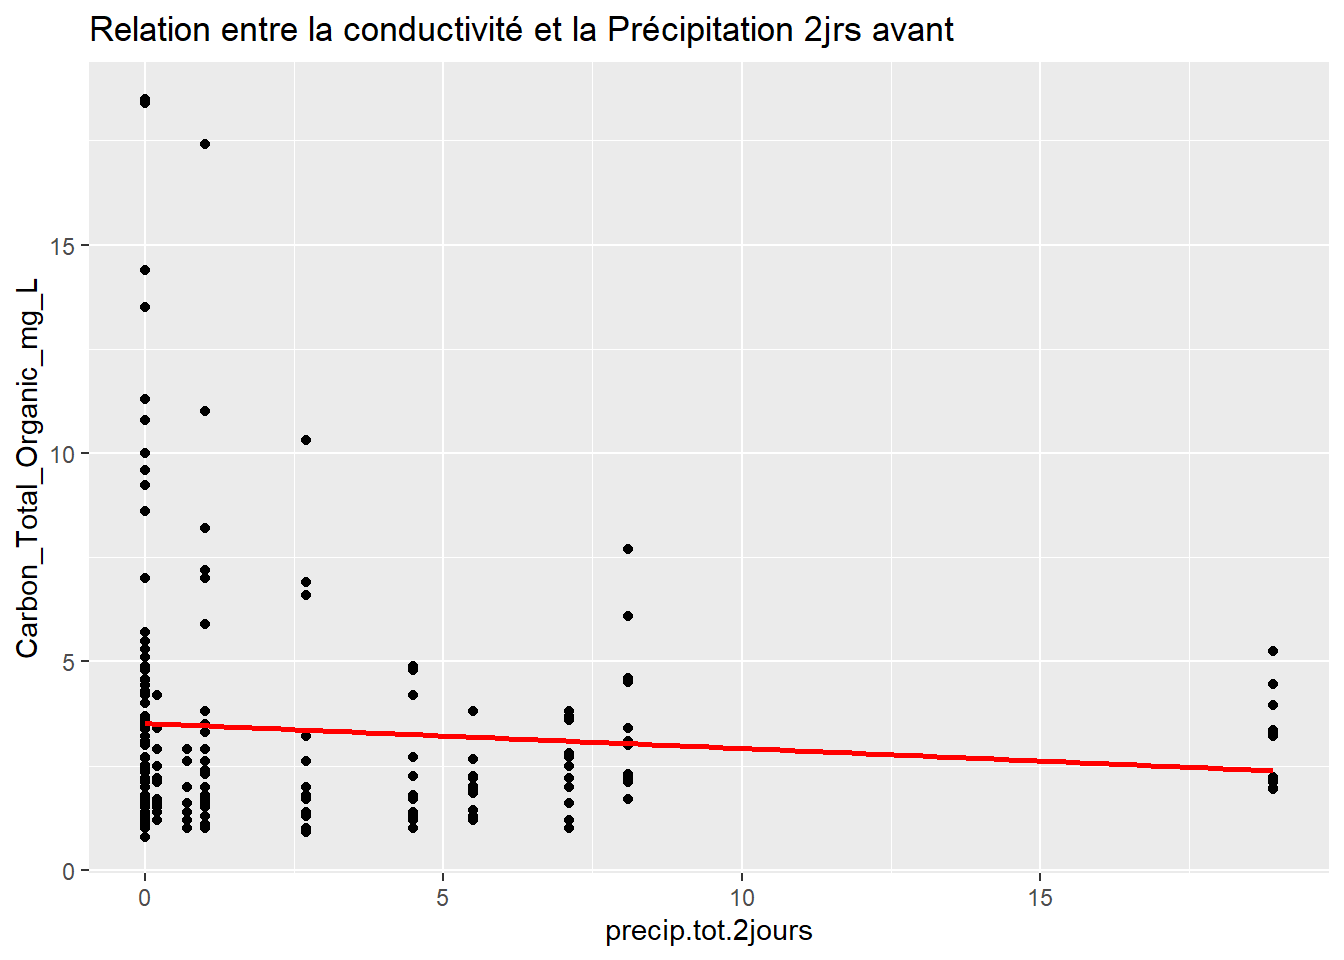 Relation entre la conductivité et la Précipitation 2jrs avant
Carbon_Total_Organic_mg_L
15
10
5
0
0 5 10 15
precip.tot.2jours